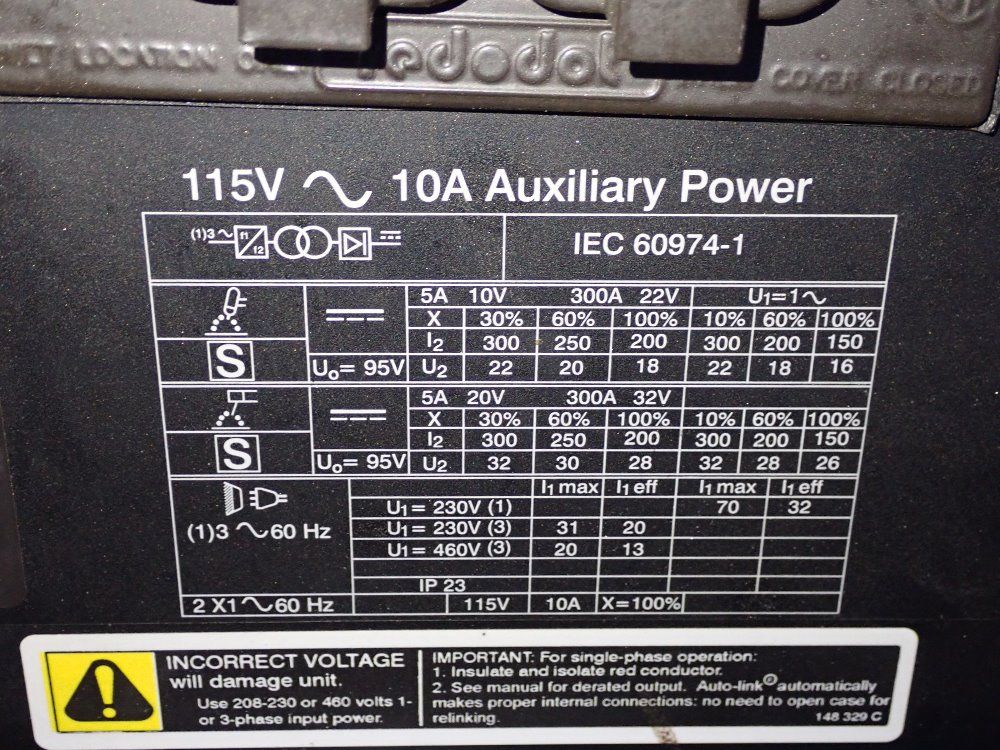 LOCATION
COVER CLOSED
115V ∿ 10A Auxiliary Power
(1)3∿ f1 f2
IEC 60974-1
5A 10V 300A 22V U1=1∿
X 30% 60% 100% 10% 60% 100%
I2 300 250 200 300 200 150
S Uo= 95V U2 22 20 18 22 18 16
5A 20V 300A 32V
X 30% 60% 100% 10% 60% 100%
I2 300 250 200 300 200 150
S Uo= 95V U2 32 30 28 32 28 26
I1 max I1 eff I1 max I1 eff
U1= 230V (1) 70 32
(1)3 ∿60 Hz U1= 230V (3) 31 20
U1= 460V (3) 20 13
IP 23
2 X1∿60 Hz 115V 10A X=100%
INCORRECT VOLTAGE
will damage unit.
Use 208-230 or 460 volts 1-
or 3-phase input power.
IMPORTANT: For single-phase operation:
1. Insulate and isolate red conductor.
2. See manual for derated output. Auto-link® automatically
makes proper internal connections: no need to open case for
relinking. 148 329 C